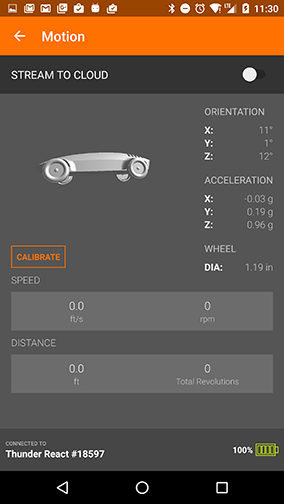 11:30
Motion
STREAM TO CLOUD
ORIENTATION
X: 11°
Y: 1°
Z: 12°
ACCELERATION
X: -0.03 g
Y: 0.19 g
Z: 0.96 g
WHEEL
DIA: 1.19 in
CALIBRATE
SPEED
0.0 0
ft/s rpm
DISTANCE
0.0 0
ft Total Revolutions
CONNECTED TO
Thunder React #18597
100%